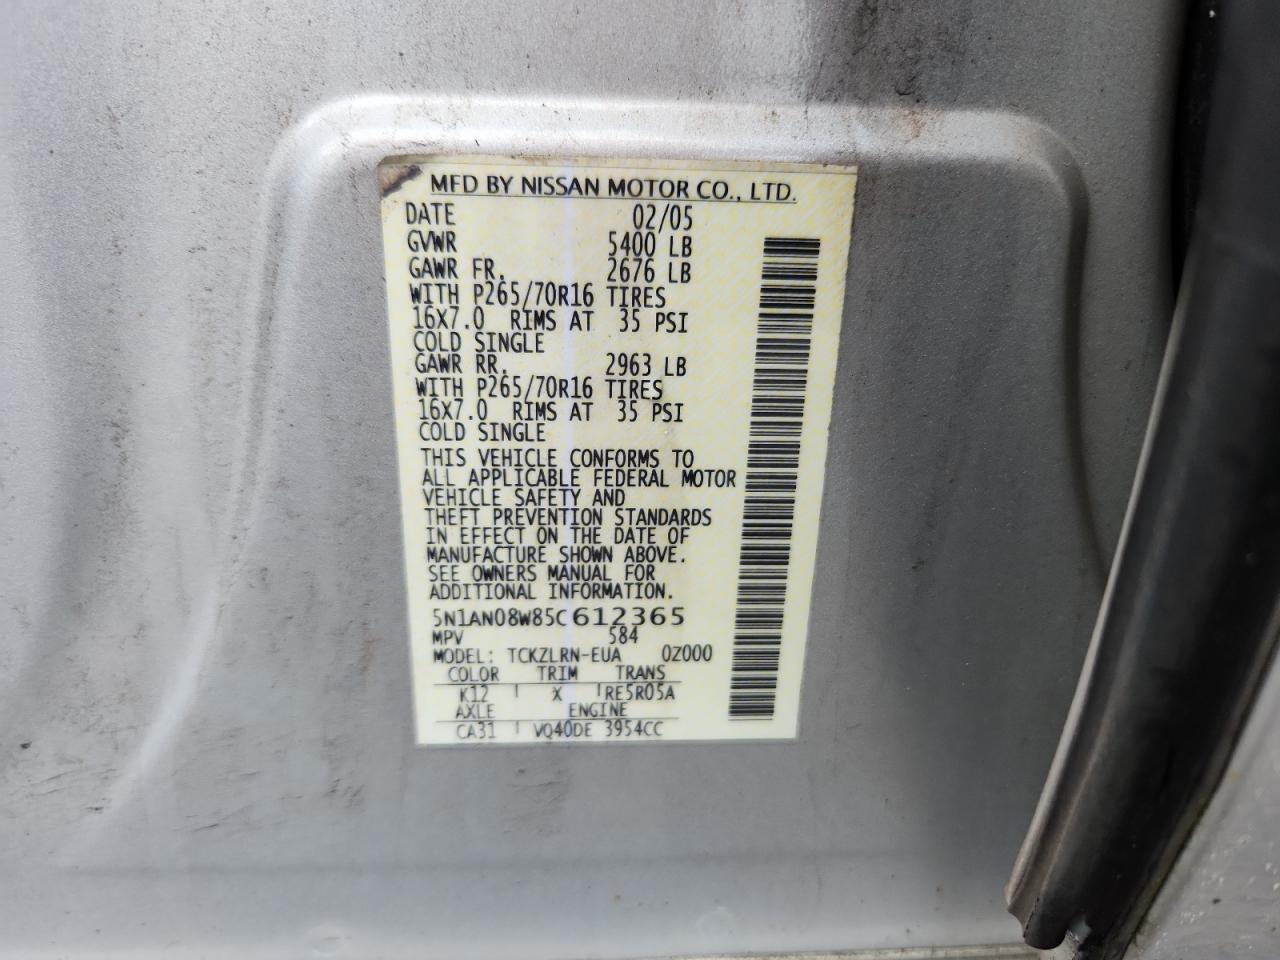 MFD BY NISSAN MOTOR CO., LTD.
DATE 02/05
GVWR 5400 LB
GAWR FR. 2676 LB
WITH P265/70R16 TIRES
16X7.0 RIMS AT 35 PSI
COLD SINGLE
GAWR RR. 2963 LB
WITH P265/70R16 TIRES
16X7.0 RIMS AT 35 PSI
COLD SINGLE
THIS VEHICLE CONFORMS TO
ALL APPLICABLE FEDERAL MOTOR
VEHICLE SAFETY AND
THEFT PREVENTION STANDARDS
IN EFFECT ON THE DATE OF
MANUFACTURE SHOWN ABOVE.
SEE OWNERS MANUAL FOR
ADDITIONAL INFORMATION.
5N1AN08W85C612365
MPV 584
MODEL: TCKZLRN-EUA 0Z000
COLOR TRIM TRANS
K12 X RE5R05A
AXLE ENGINE
CA31 VQ40DE 3954CC